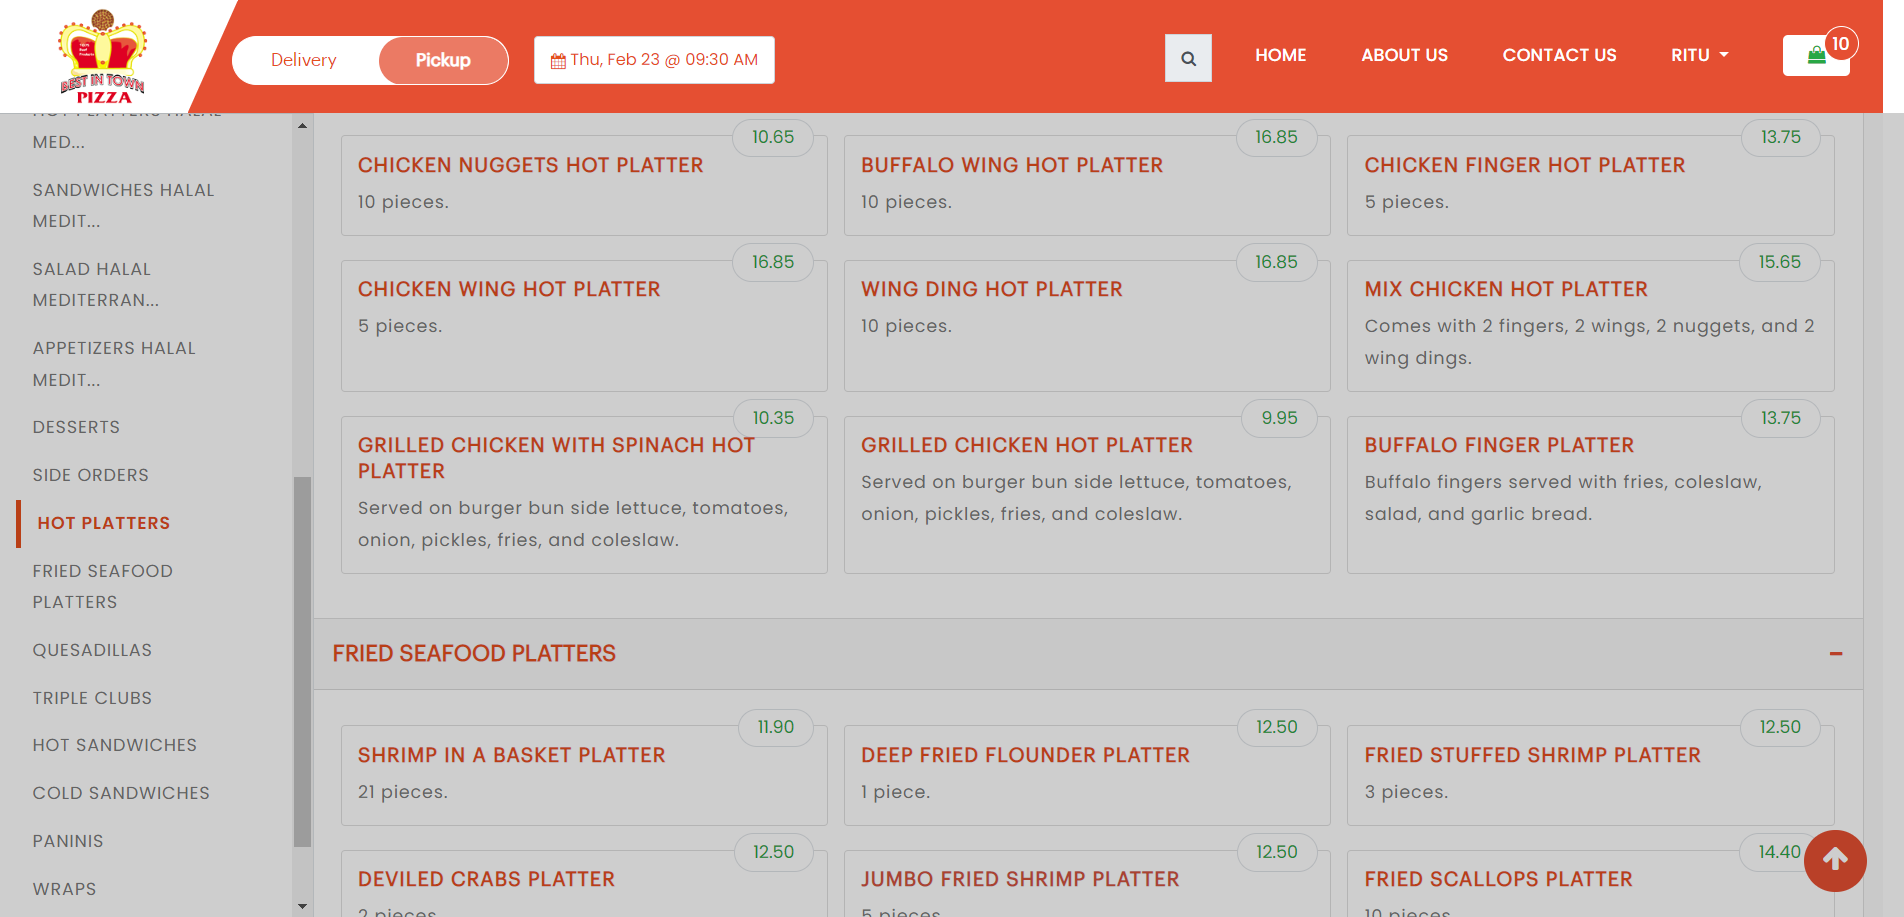 BEST IN TOWN
PIZZA
Delivery
Pickup
Thu, Feb 23 @ 09:30 AM
HOME
ABOUT US
CONTACT US
RITU
10
HOT PLATTERS HALAL
MED...
SANDWICHES HALAL
MEDIT...
SALAD HALAL
MEDITERRAN...
APPETIZERS HALAL
MEDIT...
DESSERTS
SIDE ORDERS
HOT PLATTERS
FRIED SEAFOOD
PLATTERS
QUESADILLAS
TRIPLE CLUBS
HOT SANDWICHES
COLD SANDWICHES
PANINIS
WRAPS
10.65
CHICKEN NUGGETS HOT PLATTER
10 pieces.
16.85
BUFFALO WING HOT PLATTER
10 pieces.
13.75
CHICKEN FINGER HOT PLATTER
5 pieces.
16.85
CHICKEN WING HOT PLATTER
5 pieces.
16.85
WING DING HOT PLATTER
10 pieces.
15.65
MIX CHICKEN HOT PLATTER
Comes with 2 fingers, 2 wings, 2 nuggets, and 2
wing dings.
10.35
GRILLED CHICKEN WITH SPINACH HOT
PLATTER
Served on burger bun side lettuce, tomatoes,
onion, pickles, fries, and coleslaw.
9.95
GRILLED CHICKEN HOT PLATTER
Served on burger bun side lettuce, tomatoes,
onion, pickles, fries, and coleslaw.
13.75
BUFFALO FINGER PLATTER
Buffalo fingers served with fries, coleslaw,
salad, and garlic bread.
FRIED SEAFOOD PLATTERS
11.90
SHRIMP IN A BASKET PLATTER
21 pieces.
12.50
DEEP FRIED FLOUNDER PLATTER
1 piece.
12.50
FRIED STUFFED SHRIMP PLATTER
3 pieces.
12.50
DEVILED CRABS PLATTER
2 pieces
12.50
JUMBO FRIED SHRIMP PLATTER
5 pieces
14.40
FRIED SCALLOPS PLATTER
10 pieces